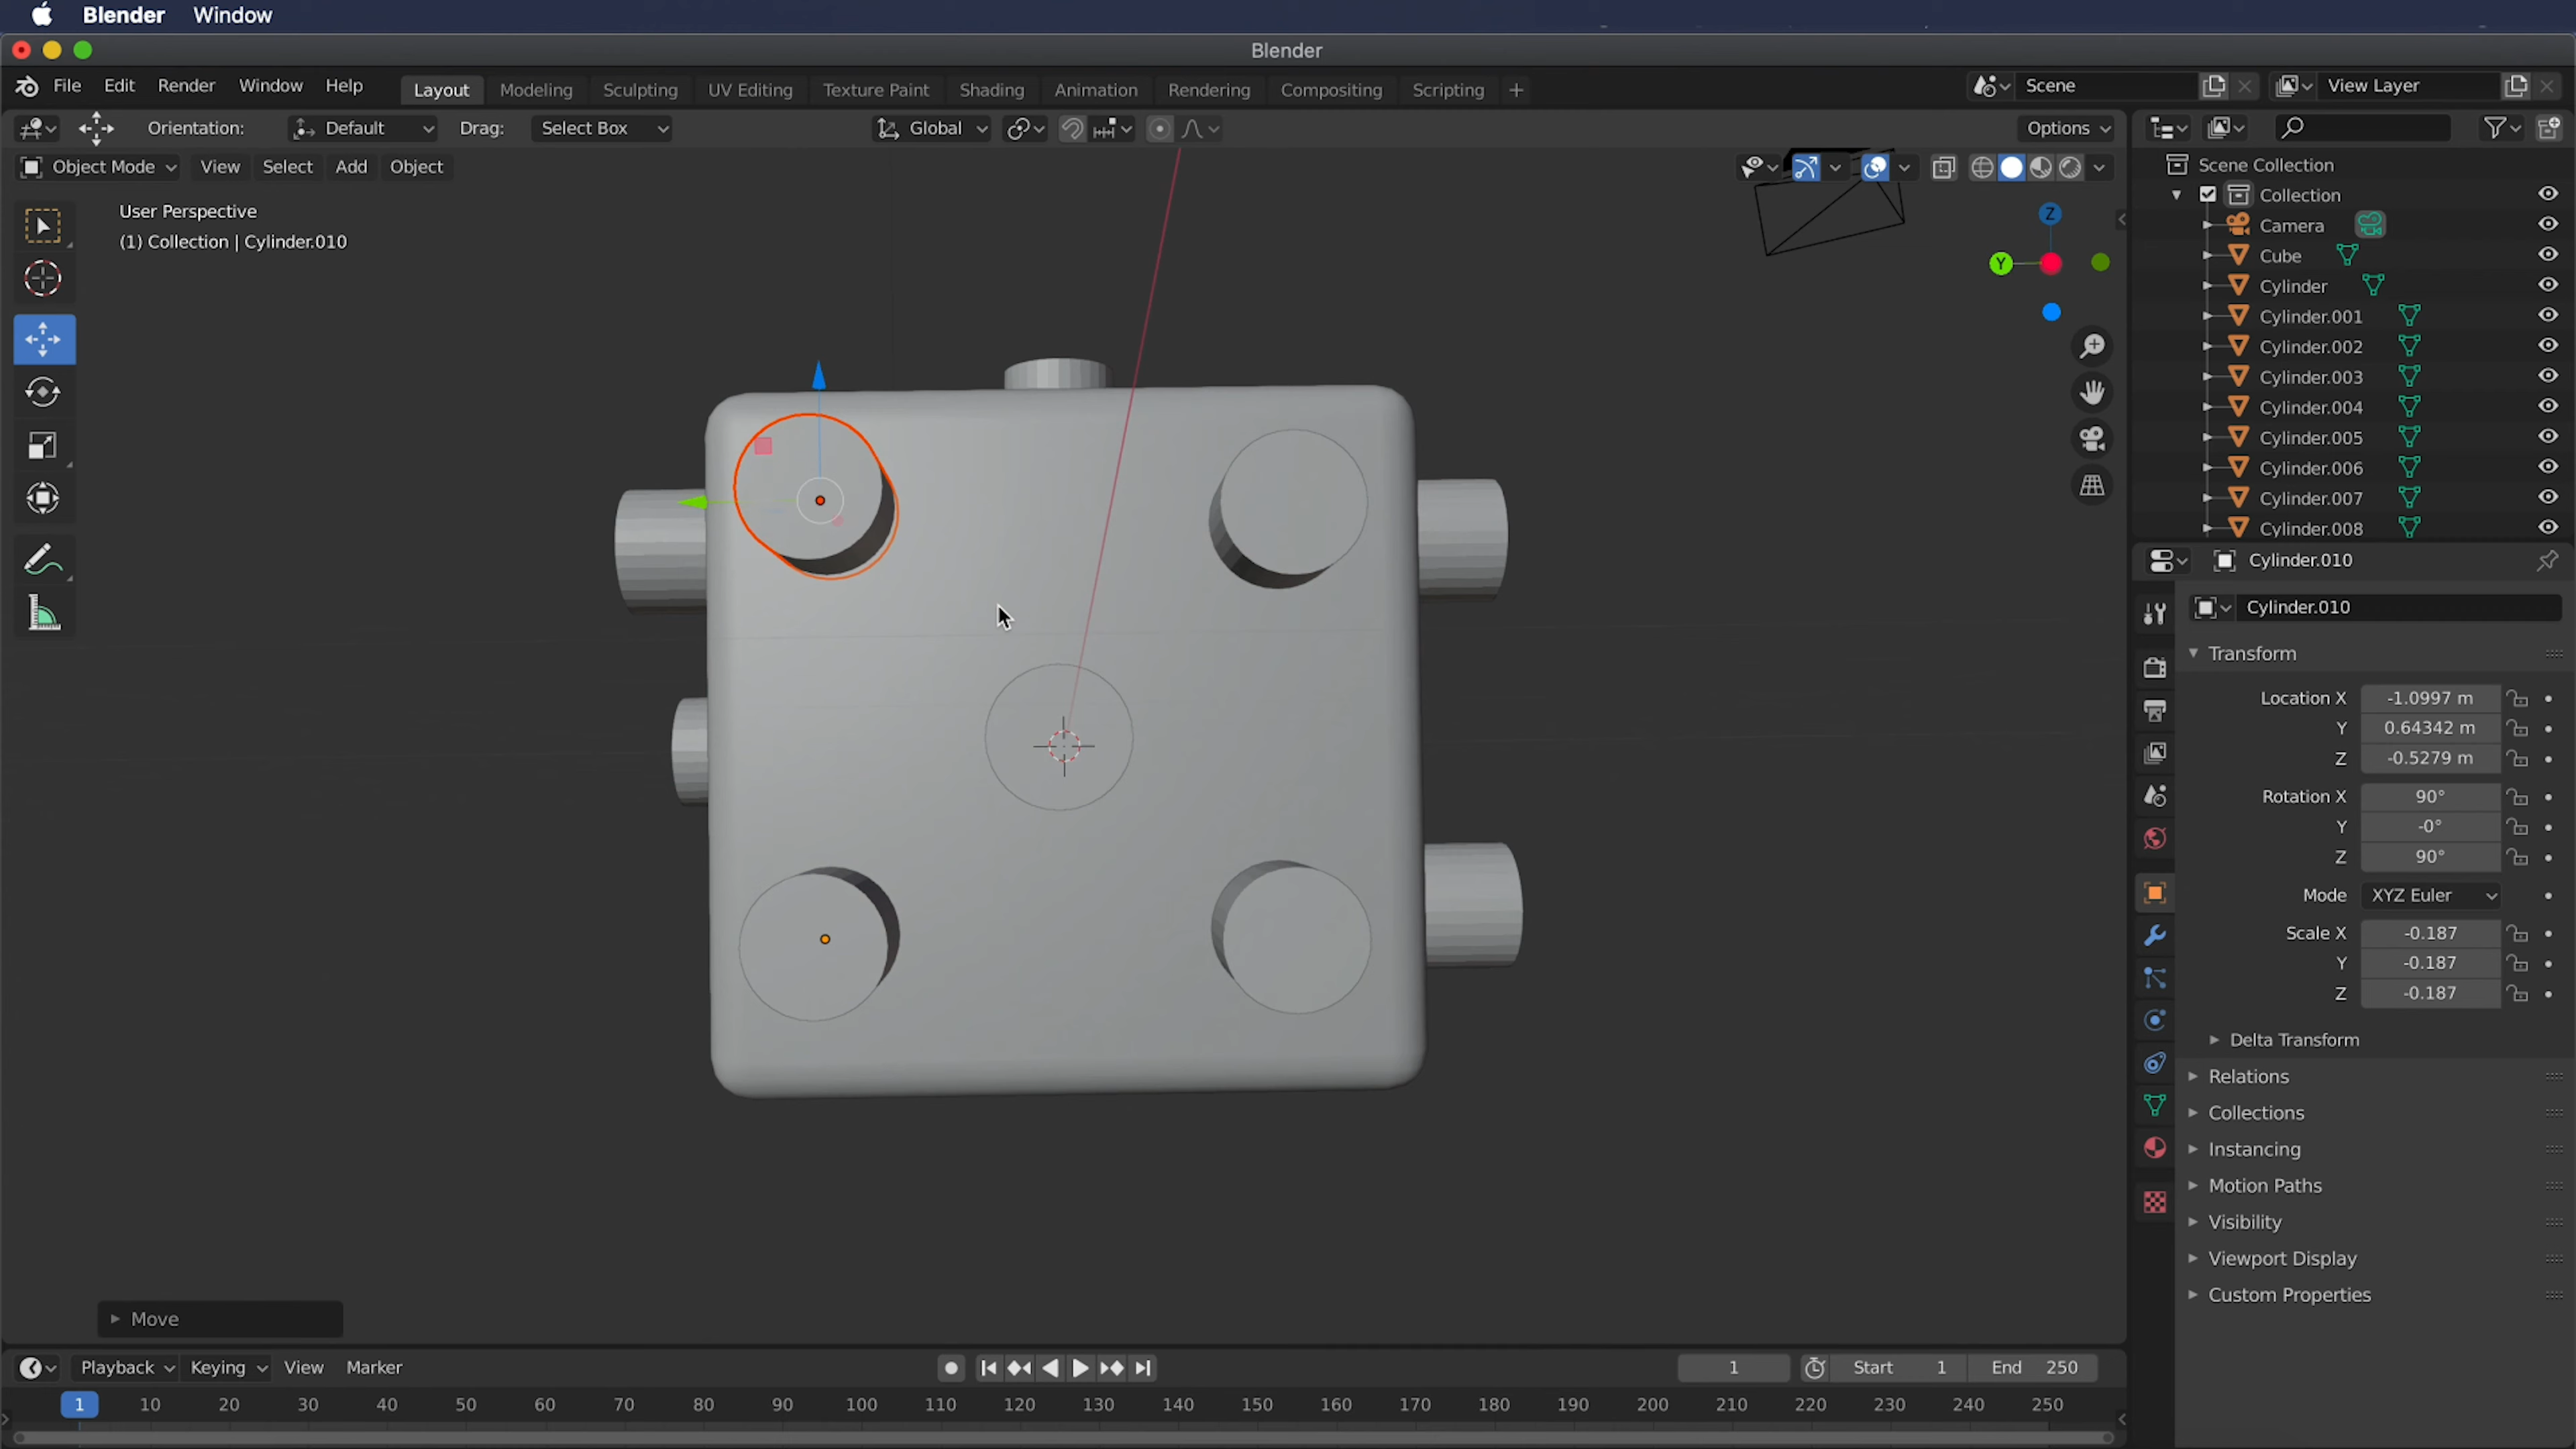 Blender Window
Blender
File Edit Render Window Help Layout Modeling Sculpting UV Editing Texture Paint Shading Animation Rendering Compositing Scripting + Scene View Layer
Orientation: Default Drag: Select Box Global Options
Object Mode View Select Add Object
User Perspective
(1) Collection | Cylinder.010
Z
Y
Scene Collection
Collection
Camera
Cube
Cylinder
Cylinder.001
Cylinder.002
Cylinder.003
Cylinder.004
Cylinder.005
Cylinder.006
Cylinder.007
Cylinder.008
Cylinder.010
Cylinder.010
Transform
Location X -1.0997 m
Y 0.64342 m
Z -0.5279 m
Rotation X 90°
Y -0°
Z 90°
Mode XYZ Euler
Scale X -0.187
Y -0.187
Z -0.187
Delta Transform
Relations
Collections
Instancing
Motion Paths
Visibility
Viewport Display
Custom Properties
Move
Playback Keying View Marker 1 Start 1 End 250
1 10 20 30 40 50 60 70 80 90 100 110 120 130 140 150 160 170 180 190 200 210 220 230 240 250